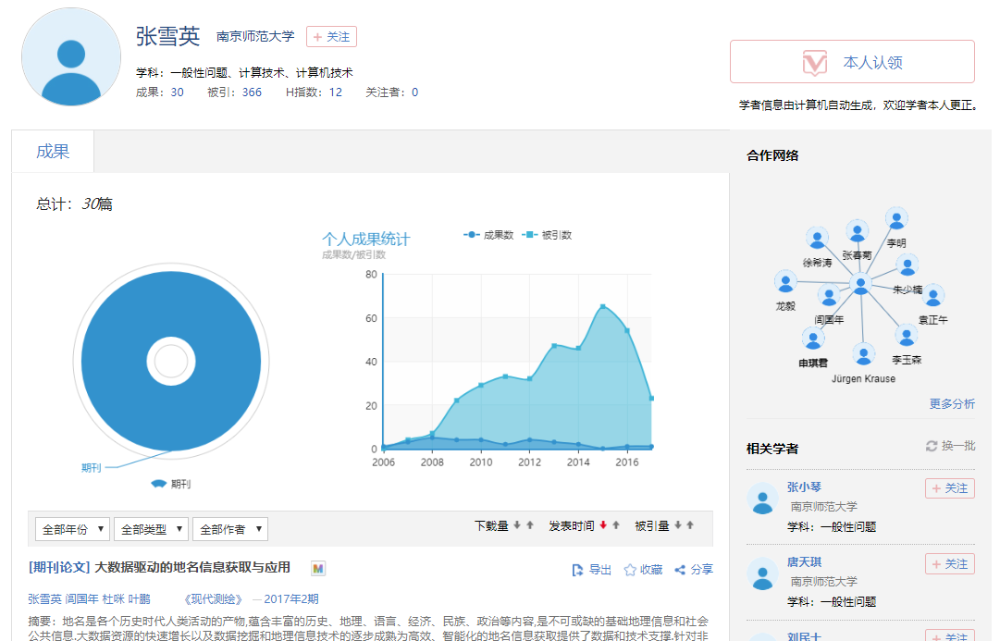 张雪英 南京师范大学 + 关注
学科：一般性问题、计算技术、计算机技术
成果：30 被引：366 H指数：12 关注者：0
本人认领
学者信息由计算机自动生成，欢迎学者本人更正。
成果
总计：30篇
个人成果统计
成果数/被引数
成果数 被引数
80
60
40
20
0
2006 2008 2010 2012 2014 2016
期刊
期刊
合作网络
李明
张春菊
徐希涛
朱少楠
龙毅
闾国年
袁正午
申琪君
李玉森
Jürgen Krause
更多分析
相关学者 换一批
张小琴 + 关注
南京师范大学
学科：一般性问题
唐天琪 + 关注
南京师范大学
学科：一般性问题
刘民士 + 关注
全部年份 全部类型 全部作者 下载量 发表时间 被引量
[期刊论文] 大数据驱动的地名信息获取与应用 M 导出 收藏 分享
张雪英 闾国年 杜咪 叶鹏 《现代测绘》 — 2017年2期
摘要：地名是各个历史时代人类活动的产物,蕴含丰富的历史、地理、语言、经济、民族、政治等内容,是不可或缺的基础地理信息和社会
公共信息.大数据资源的快速增长以及数据挖掘和地理信息技术的逐步成熟为高效、智能化的地名信息获取提供了数据和技术支撑.针对非